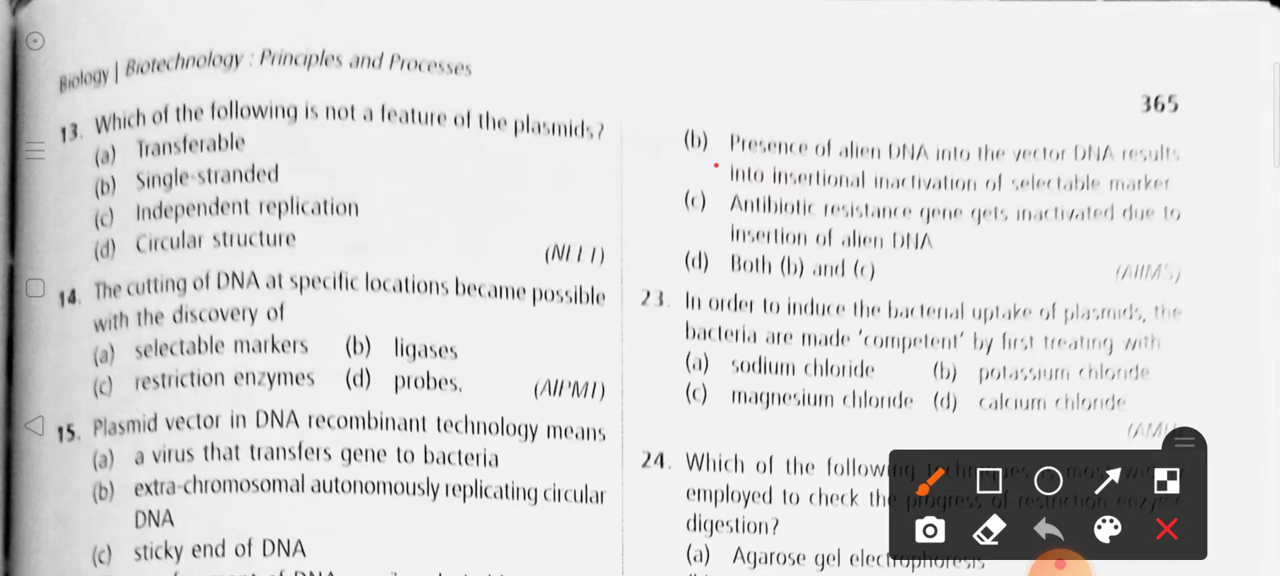 Biology | Biotechnology : Principles and Processes
365
13. Which of the following is not a feature of the plasmids?
(a) Transferable
(b) Single-stranded
(c) Independent replication
(d) Circular structure
(NEET)
14. The cutting of DNA at specific locations became possible
with the discovery of
(a) selectable markers (b) ligases
(c) restriction enzymes (d) probes.
(AIPMT)
15. Plasmid vector in DNA recombinant technology means
(a) a virus that transfers gene to bacteria
(b) extra-chromosomal autonomously replicating circular
DNA
(c) sticky end of DNA
(b) Presence of alien DNA into the vector DNA results
into insertional inactivation of selectable marker
(c) Antibiotic resistance gene gets inactivated due to
insertion of alien DNA
(d) Both (b) and (c)
(AIIMS)
23. In order to induce the bacterial uptake of plasmids, the
bacteria are made 'competent' by first treating with
(a) sodium chloride (b) potassium chloride
(c) magnesium chloride (d) calcium chloride
24. Which of the following techniques is most
employed to check the progress of restriction enzyme
digestion?
(a) Agarose gel electrophoresis